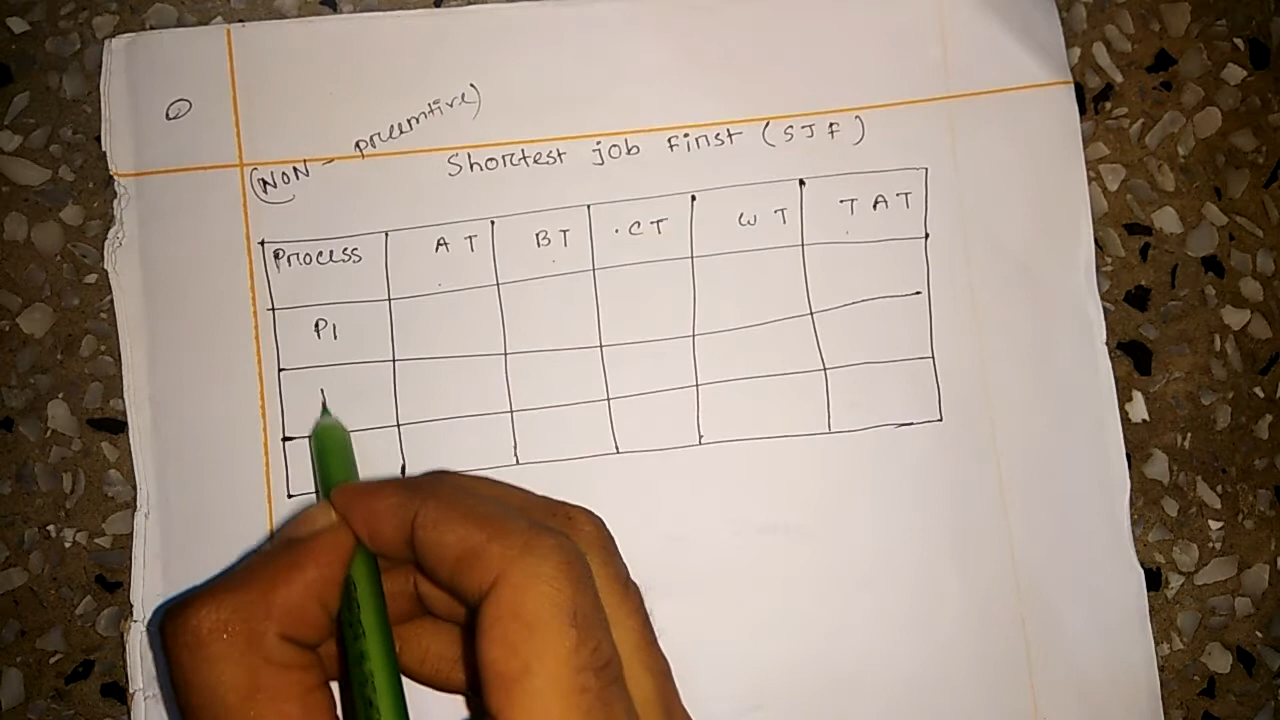 (NON - preemtive)
Shortest job First (SJF)
Process AT BT CT WT TAT
P1